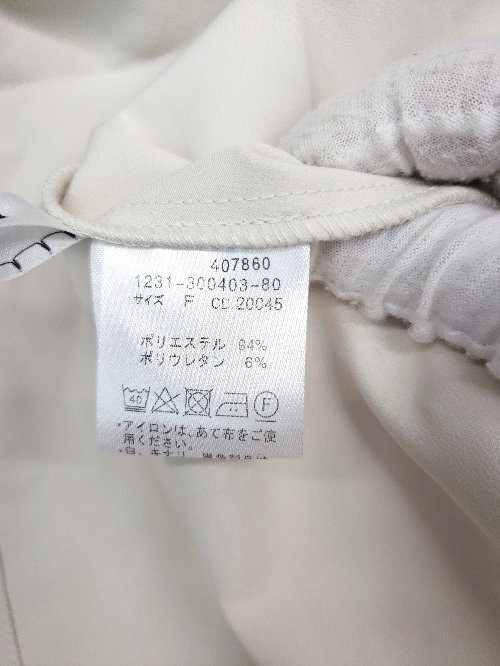 407860
1231-300403-80
サイズ F CD 20045
ポリエステル 94%
ポリウレタン 6%
40
F
*アイロンは、あて布をご使
用ください。